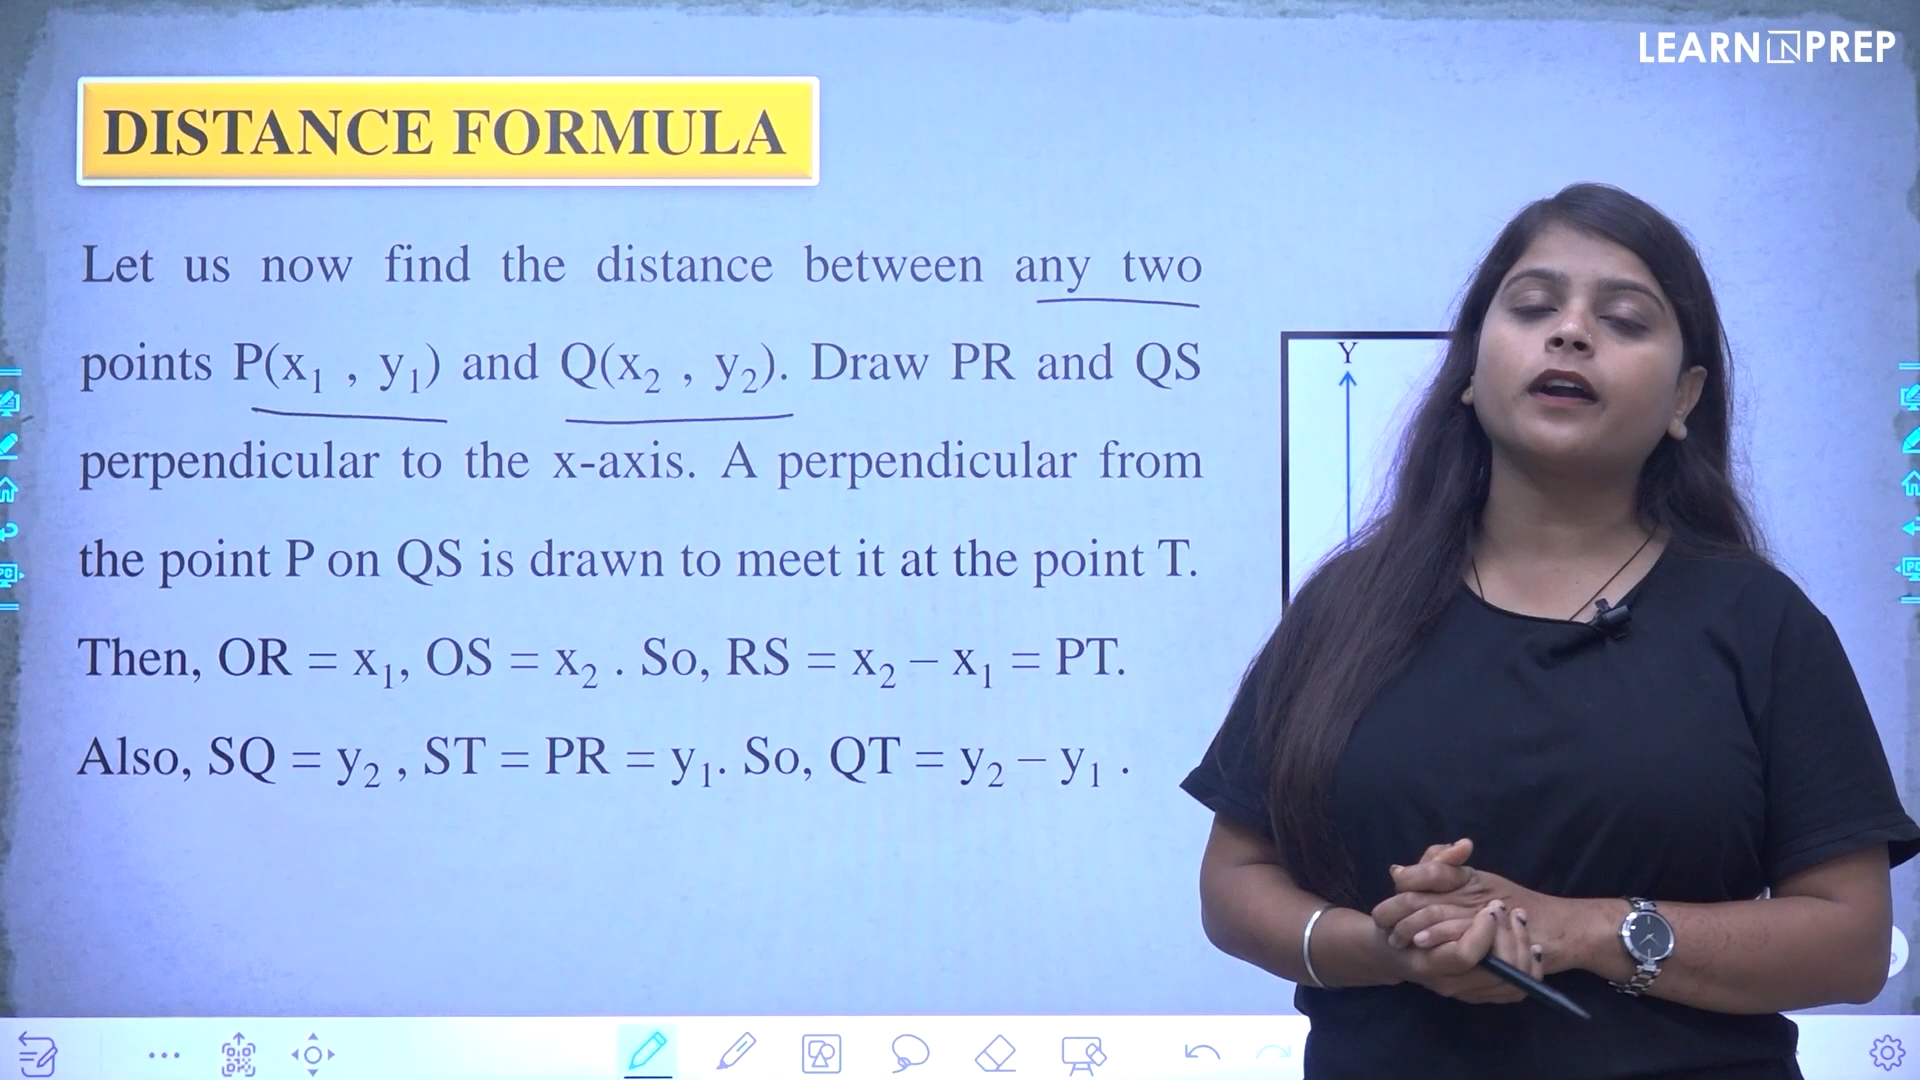 LEARN IN PREP
DISTANCE FORMULA
Let us now find the distance between any two
points P(x₁ , y₁) and Q(x₂ , y₂). Draw PR and QS
perpendicular to the x-axis. A perpendicular from
the point P on QS is drawn to meet it at the point T.
Then, OR = x₁, OS = x₂ . So, RS = x₂ – x₁ = PT.
Also, SQ = y₂ , ST = PR = y₁. So, QT = y₂ – y₁ .
Y